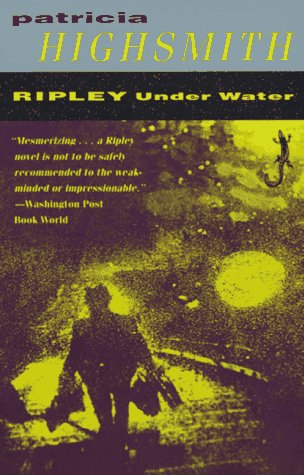 patricia
HIGHSMITH
RIPLEY Under Water
"Mesmerizing . . . a Ripley
novel is not to be safely
recommended to the weak-
minded or impressionable."
—Washington Post
Book World